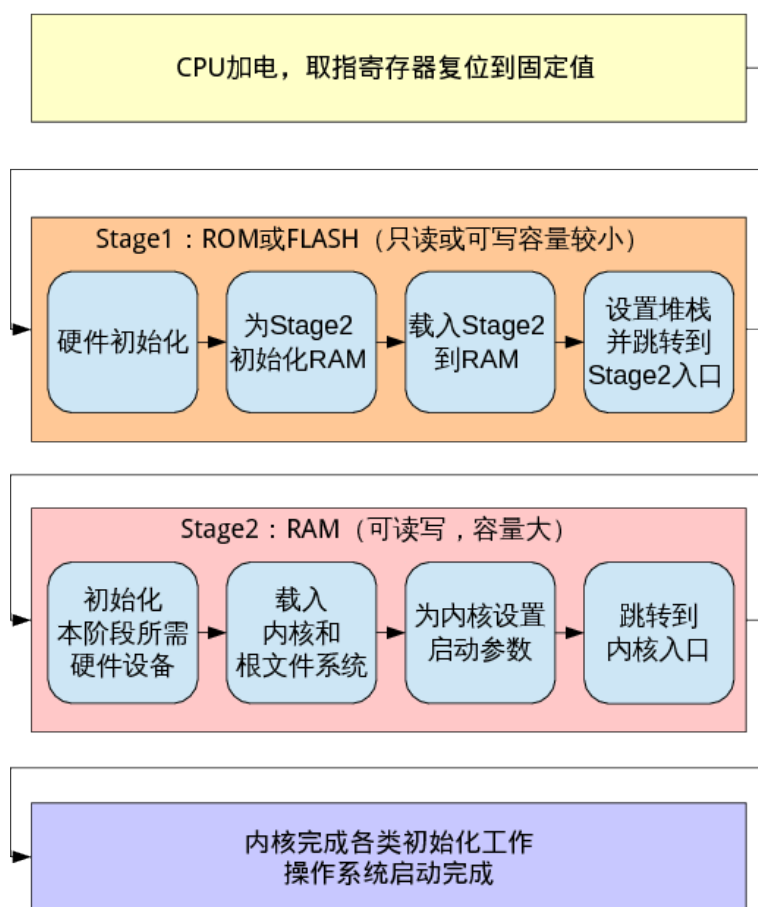 CPU加电，取指寄存器复位到固定值
Stage1：ROM或FLASH（只读或可写容量较小）
硬件初始化
为Stage2
初始化RAM
载入Stage2
到RAM
设置堆栈
并跳转到
Stage2入口
Stage2：RAM（可读写，容量大）
初始化
本阶段所需
硬件设备
载入
内核和
根文件系统
为内核设置
启动参数
跳转到
内核入口
内核完成各类初始化工作
操作系统启动完成